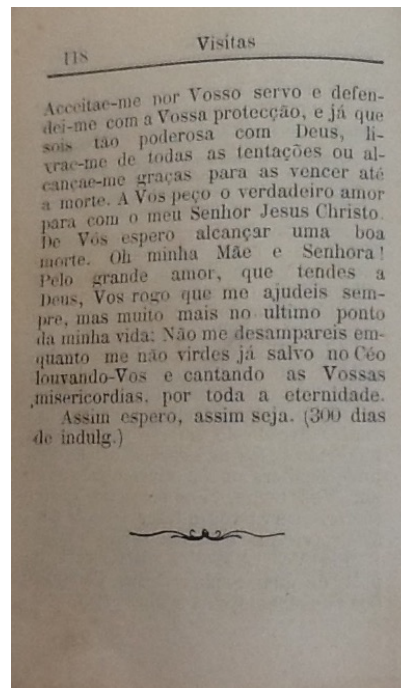 118
Visitas
Acceitae-me por Vosso servo e defen-
dei-me com a Vossa protecção, e já que
sois tão poderosa com Deus, li-
vrae-me de todas as tentações ou al-
cançae-me graças para as vencer até
a morte. A Vós peço o verdadeiro amor
para com o meu Senhor Jesus Christo.
De Vós espero alcançar uma boa
morte. Oh minha Mãe e Senhora!
Pelo grande amor, que tendes a
Deus, Vos rogo que me ajudeis sem-
pre, mas muito mais no ultimo ponto
da minha vida: Não me desampareis em-
quanto me não virdes já salvo no Céo
louvando-Vos e cantando as Vossas
misericordias, por toda a eternidade.
Assim espero, assim seja. (300 dias
de indulg.)